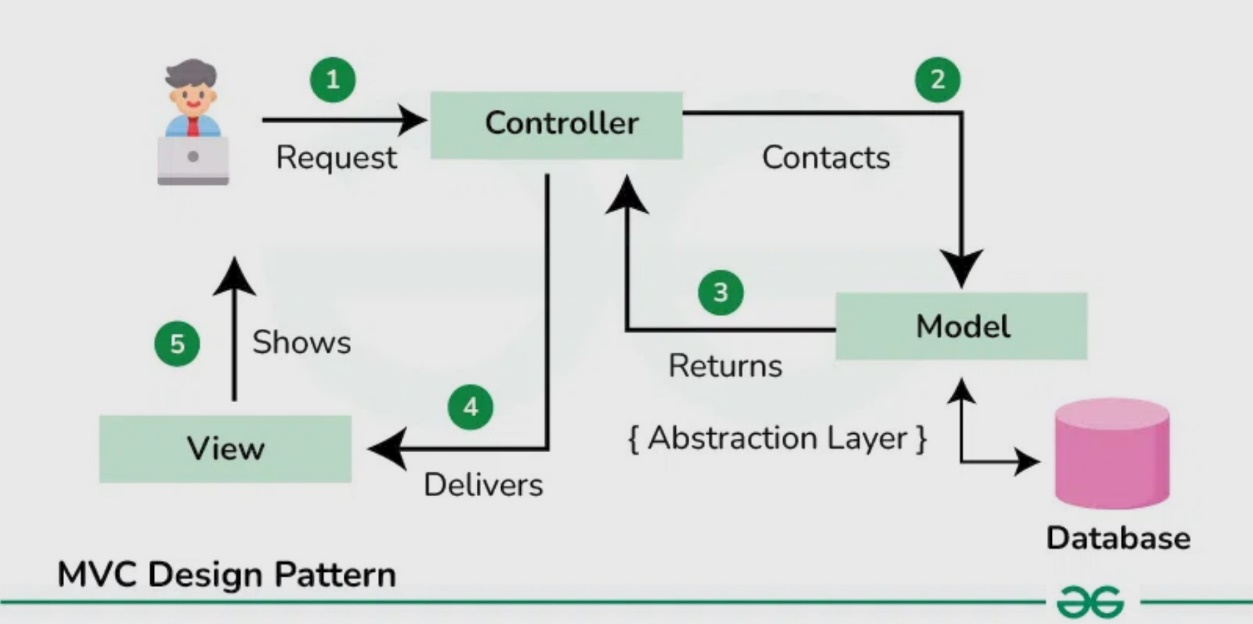 1
2
Controller
Request
Contacts
3
Model
5
Shows
Returns
4
{ Abstraction Layer }
View
Delivers
Database
MVC Design Pattern